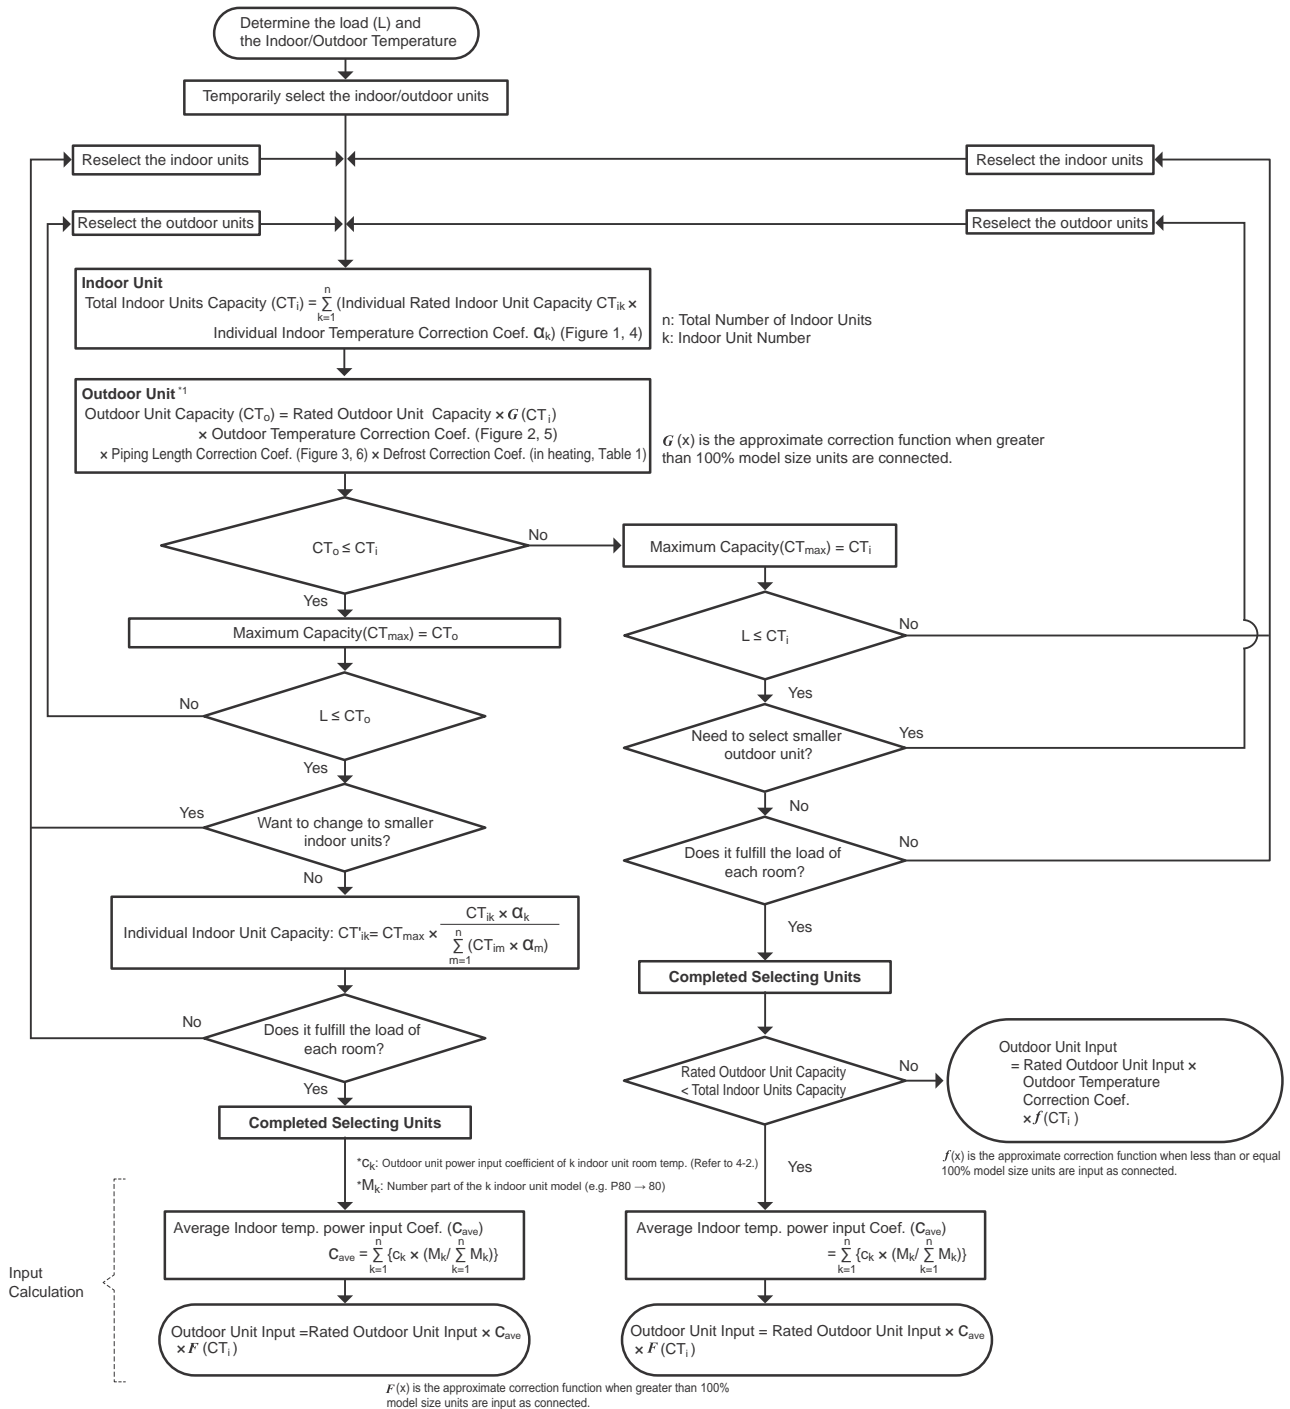 Determine the load (L) and
the Indoor/Outdoor Temperature
Temporarily select the indoor/outdoor units
Reselect the indoor units
Reselect the indoor units
Reselect the outdoor units
Reselect the outdoor units
Indoor Unit
Total Indoor Units Capacity (CTi) = n Σ k=1 (Individual Rated Indoor Unit Capacity CTik ×
Individual Indoor Temperature Correction Coef. αk) (Figure 1, 4)
n: Total Number of Indoor Units
k: Indoor Unit Number
Outdoor Unit *1
Outdoor Unit Capacity (CTo) = Rated Outdoor Unit Capacity × G (CTi)
× Outdoor Temperature Correction Coef. (Figure 2, 5)
× Piping Length Correction Coef. (Figure 3, 6) × Defrost Correction Coef. (in heating, Table 1)
G (x) is the approximate correction function when greater
than 100% model size units are connected.
CTo ≤ CTi
No
Maximum Capacity(CTmax) = CTi
Yes
Maximum Capacity(CTmax) = CTo
L ≤ CTi
No
Yes
L ≤ CTo
No
Yes
Need to select smaller
outdoor unit?
Yes
No
Want to change to smaller
indoor units?
Yes
No
Does it fulfill the load of
each room?
No
Yes
Individual Indoor Unit Capacity: CT'ik= CTmax × CTik × αk
n Σ m=1 (CTim × αm)
Completed Selecting Units
Does it fulfill the load of
each room?
No
Yes
Rated Outdoor Unit Capacity
< Total Indoor Units Capacity
No
Yes
Outdoor Unit Input
= Rated Outdoor Unit Input ×
Outdoor Temperature
Correction Coef.
× f (CTi )
f (x) is the approximate correction function when less than or equal
100% model size units are input as connected.
Completed Selecting Units
*ck: Outdoor unit power input coefficient of k indoor unit room temp. (Refer to 4-2.)
*Mk: Number part of the k indoor unit model (e.g. P80 → 80)
Input
Calculation
Average Indoor temp. power input Coef. (Cave)
Cave = n Σ k=1 {ck × (Mk/ n Σ k=1 Mk)}
Average Indoor temp. power input Coef. (Cave)
= n Σ k=1 {ck × (Mk/ n Σ k=1 Mk)}
Outdoor Unit Input =Rated Outdoor Unit Input × Cave
× F (CTi )
Outdoor Unit Input = Rated Outdoor Unit Input × Cave
× F (CTi )
F (x) is the approximate correction function when greater than 100%
model size units are input as connected.